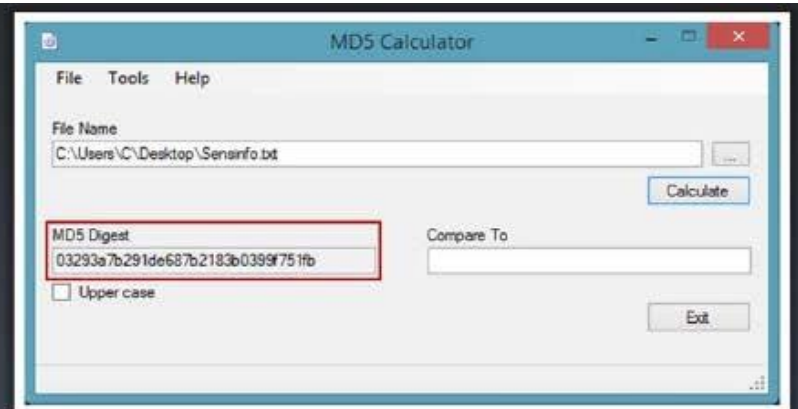 MD5 Calculator
File Tools Help
File Name
C:\Users\C\Desktop\Sensinfo.txt
...
Calculate
MD5 Digest
03293a7b291de687b2183b0399f751fb
Compare To
Upper case
Exit